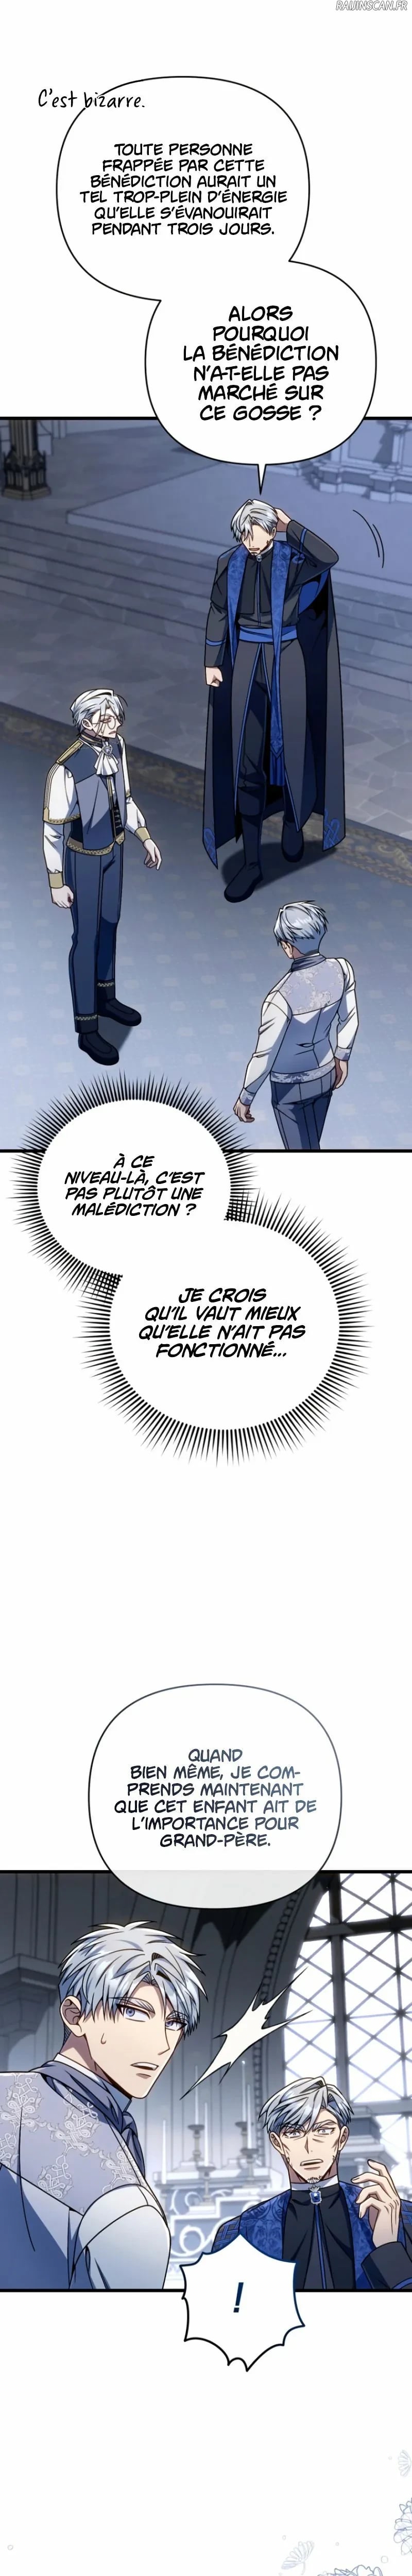 RAIJINSCAN.FR
C'est bizarre.
TOUTE PERSONNE
FRAPPÉE PAR CETTE
BÉNÉDICTION AURAIT UN
TEL TROP-PLEIN D'ÉNERGIE
QU'ELLE S'ÉVANOUIRAIT
PENDANT TROIS JOURS.
ALORS
POURQUOI
LA BÉNÉDICTION
N'A-T-ELLE PAS
MARCHÉ SUR
CE GOSSE ?
À CE
NIVEAU-LÀ, C'EST
PAS PLUTÔT UNE
MALÉDICTION ?
JE CROIS
QU'IL VAUT MIEUX
QU'ELLE N'AIT PAS
FONCTIONNÉ...
QUAND
BIEN MÊME, JE COM-
PRENDS MAINTENANT
QUE CET ENFANT AIT DE
L'IMPORTANCE POUR
GRAND-PÈRE.
!